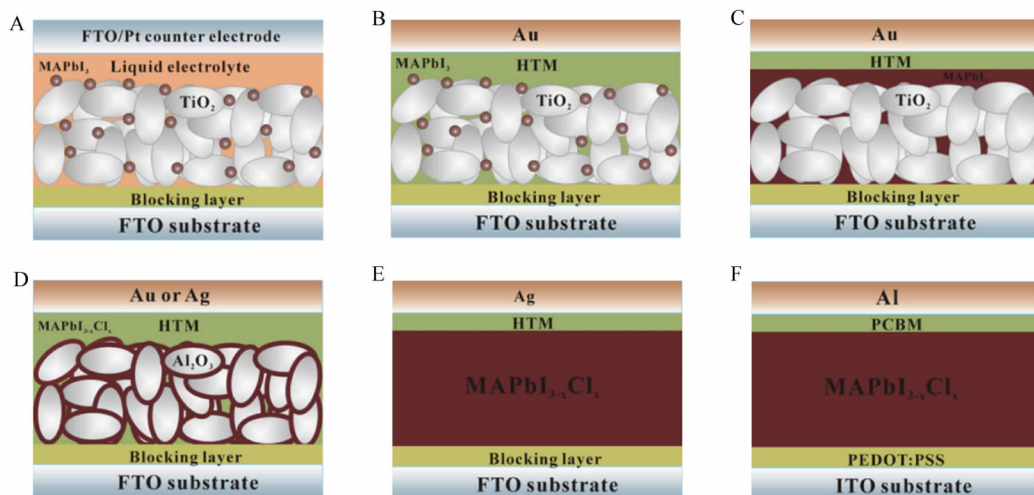 A
FTO/Pt counter electrode
MAPbI₃
Liquid electrolyte
TiO₂
Blocking layer
FTO substrate
B
Au
MAPbI₃
HTM
TiO₂
Blocking layer
FTO substrate
C
Au
HTM
MAPbI₃
TiO₂
Blocking layer
FTO substrate
D
Au or Ag
MAPbI₃₋ₓClₓ
HTM
Al₂O₃
Blocking layer
FTO substrate
E
Ag
HTM
MAPbI₃₋ₓClₓ
Blocking layer
FTO substrate
F
Al
PCBM
MAPbI₃₋ₓClₓ
PEDOT:PSS
ITO substrate